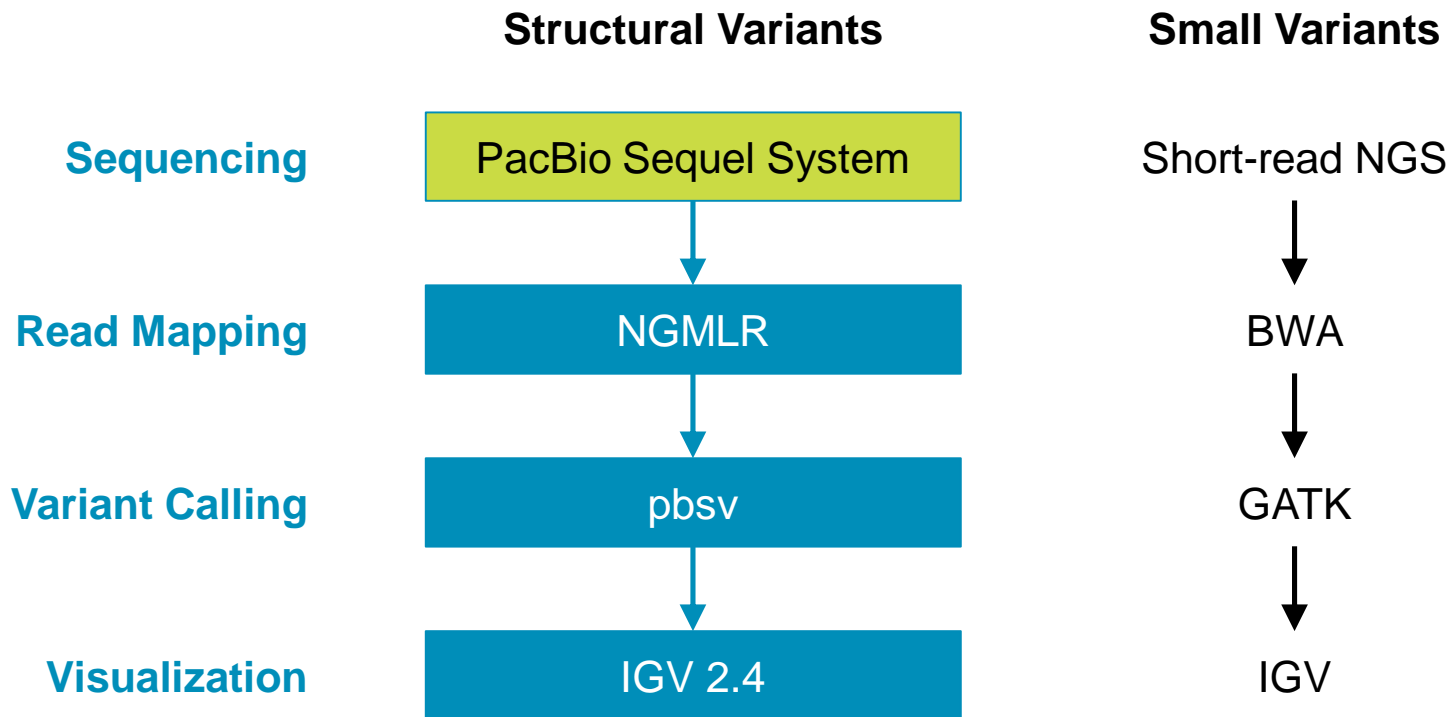 Structural Variants Small Variants
Sequencing PacBio Sequel System Short-read NGS
Read Mapping NGMLR BWA
Variant Calling pbsv GATK
Visualization IGV 2.4 IGV